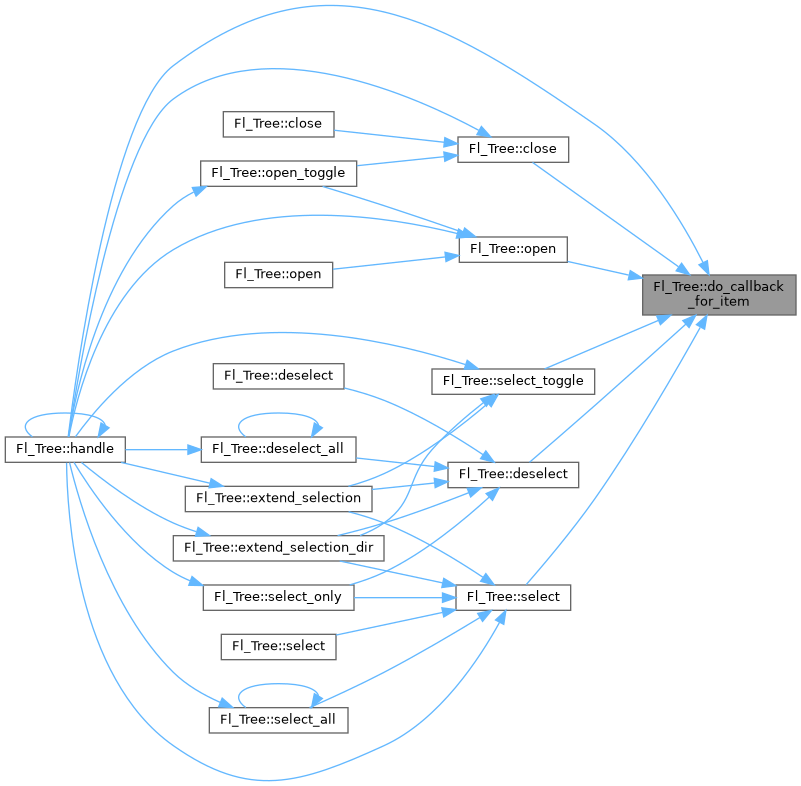 Fl_Tree::close
Fl_Tree::close
Fl_Tree::open_toggle
Fl_Tree::open
Fl_Tree::open
Fl_Tree::do_callback
_for_item
Fl_Tree::deselect
Fl_Tree::select_toggle
Fl_Tree::handle
Fl_Tree::deselect_all
Fl_Tree::deselect
Fl_Tree::extend_selection
Fl_Tree::extend_selection_dir
Fl_Tree::select_only
Fl_Tree::select
Fl_Tree::select
Fl_Tree::select_all